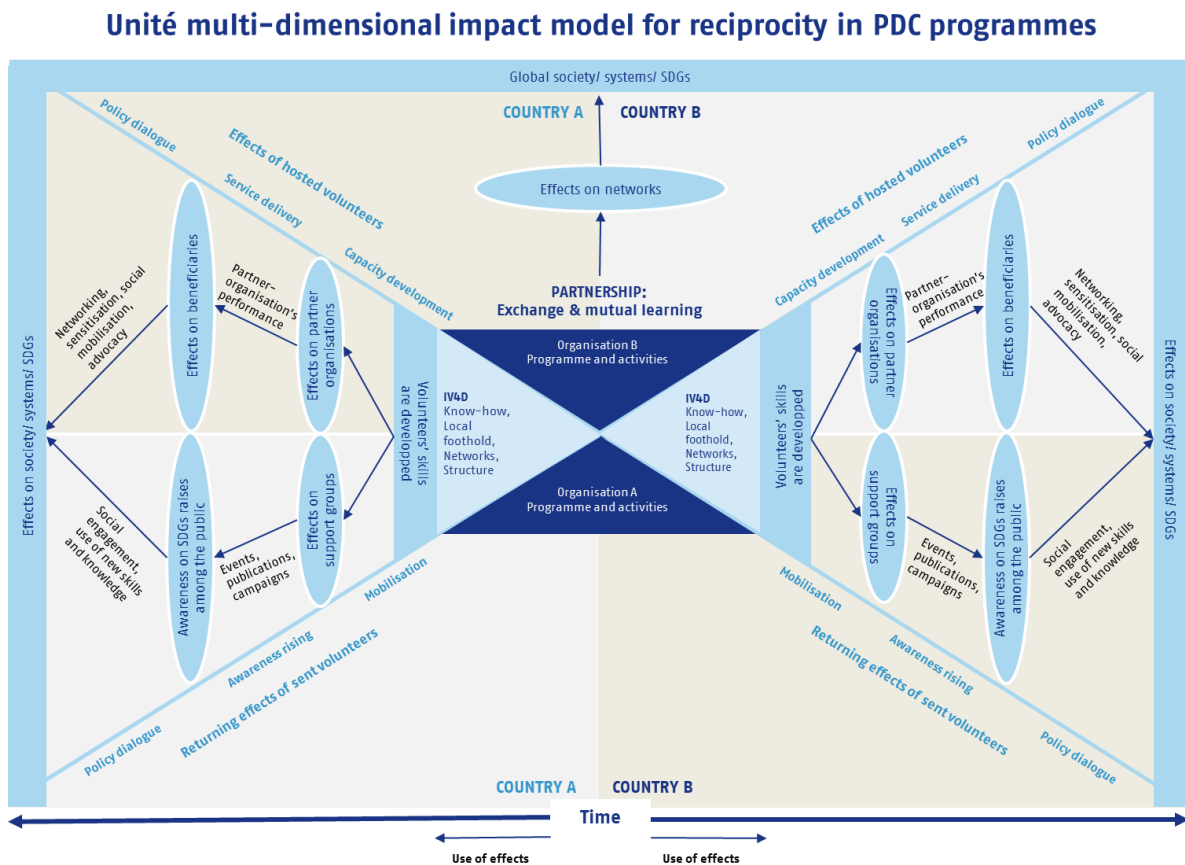 Unité multi-dimensional impact model for reciprocity in PDC programmes
Global society/ systems/ SDGs
COUNTRY A
COUNTRY B
Effects on networks
PARTNERSHIP:
Exchange & mutual learning
Organisation B
Programme and activities
Organisation A
Programme and activities
Effects on society/ systems/ SDGs
Policy dialogue
Effects of hosted volunteers
Service delivery
Capacity development
Networking,
sensitisation, social
mobilisation,
advocacy
Effects on beneficiaries
Partner-
organisation's
performance
Effects on partner
organisations
Volunteers' skills
are developped
IV4D
Know-how,
Local
foothold,
Networks,
Structure
Social
engagement,
use of new skills
and knowledge
Awareness on SDGs raises
among the public
Events,
publications,
campaigns
Effects on
support groups
Mobilisation
Awareness rising
Returning effects of sent volunteers
Policy dialogue
IV4D
Know-how,
Local
foothold,
Networks,
Structure
Volunteers' skills
are developped
Capacity development
Service delivery
Effects of hosted volunteers
Policy dialogue
Effects on partner
organisations
Partner-
organisation's
performance
Effects on beneficiaries
Networking,
sensitisation, social
mobilisation,
advocacy
Effects on society/ systems/ SDGs
Effects on
support groups
Events,
publications,
campaigns
Awareness on SDGs raises
among the public
Social
engagement,
use of new skills
and knowledge
Mobilisation
Awareness rising
Returning effects of sent volunteers
Policy dialogue
COUNTRY A
COUNTRY B
Time
Use of effects
Use of effects